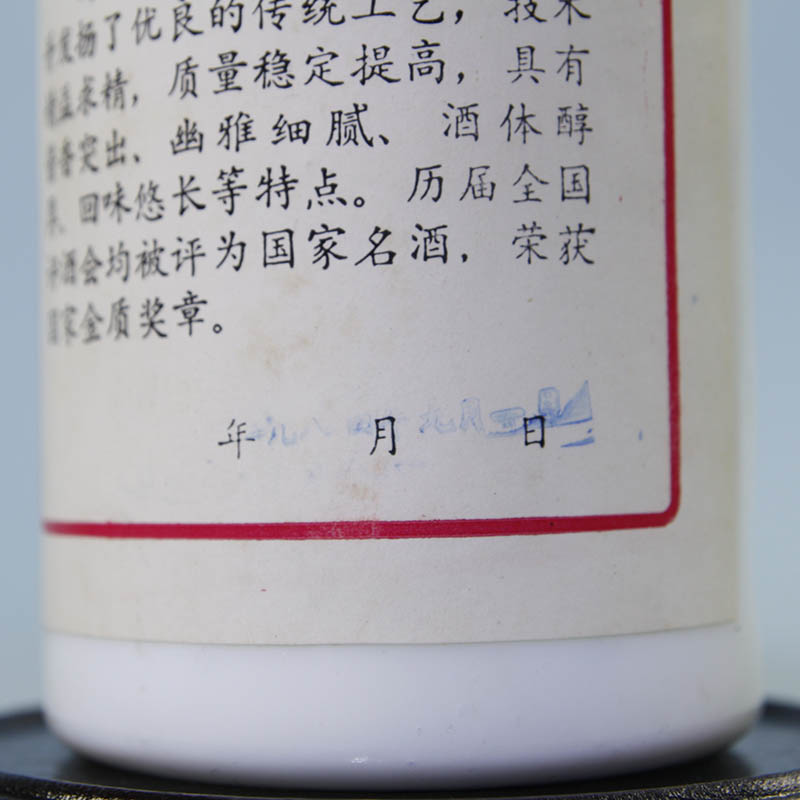 发扬了优良的传统工艺，技术
精益求精，质量稳定提高，具有
酱香突出、幽雅细腻、酒体醇
厚、回味悠长等特点。历届全国
评酒会均被评为国家名酒，荣获
国家金质奖章。
年 月 日